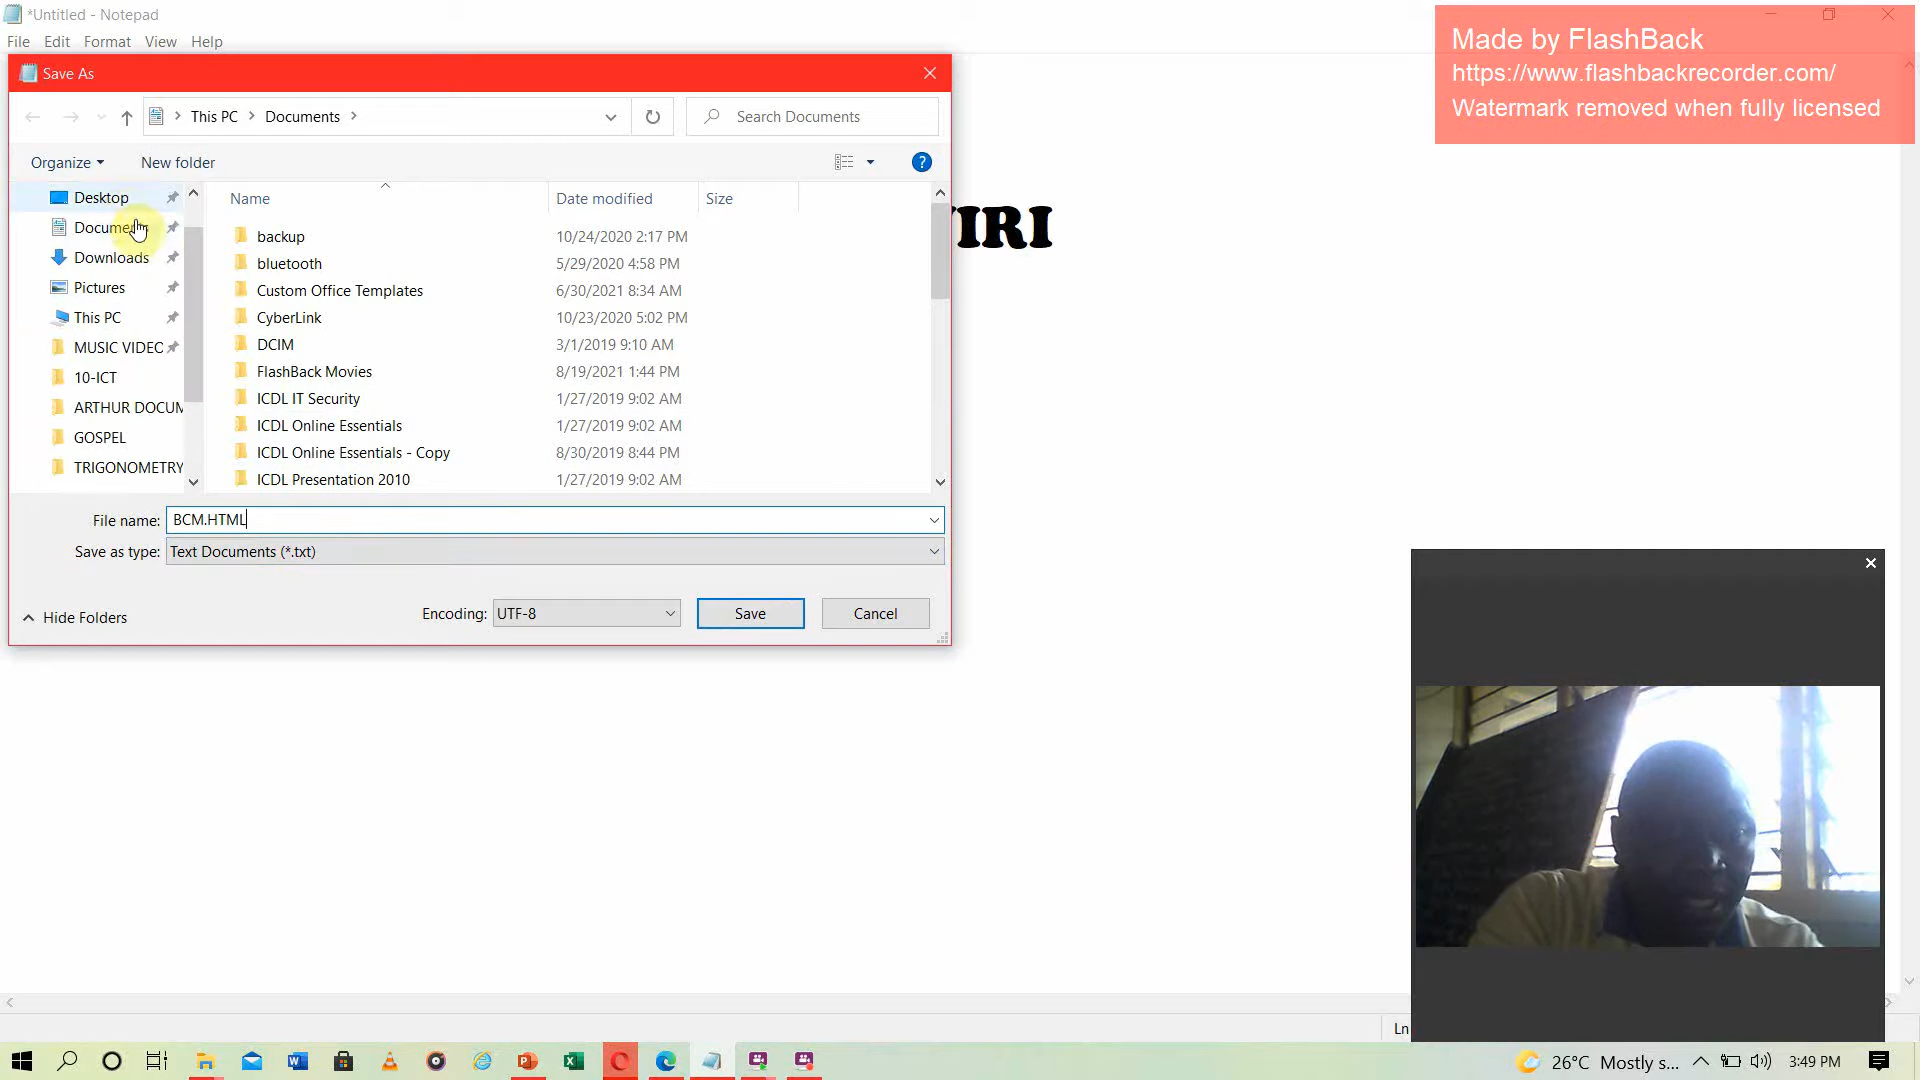 *Untitled - Notepad
File Edit Format View Help
Made by FlashBack
https://www.flashbackrecorder.com/
Watermark removed when fully licensed
Save As
This PC
Documents
Search Documents
Organize
New folder
Desktop
Downloads
Pictures
This PC
MUSIC VIDEO
10-ICT
ARTHUR
GOSPEL
TRIGONOMETRY
Name Date modified Size
backup 10/24/2020 2:17 PM
bluetooth 5/29/2020 4:58 PM
Custom Office Templates 6/30/2021 8:34 AM
CyberLink 10/23/2020 5:02 PM
DCIM 3/1/2019 9:10 AM
FlashBack Movies 8/19/2021 1:44 PM
ICDL IT Security 1/27/2019 9:02 AM
ICDL Online Essentials 1/27/2019 9:02 AM
ICDL Online Essentials - Copy 8/30/2019 8:44 PM
ICDL Presentation 2010 1/27/2019 9:02 AM
File name: BCM.HTML
Save as type: Text Documents (*.txt)
Hide Folders
Encoding: UTF-8
Save
Cancel
Ln
26°C Mostly s...
3:49 PM